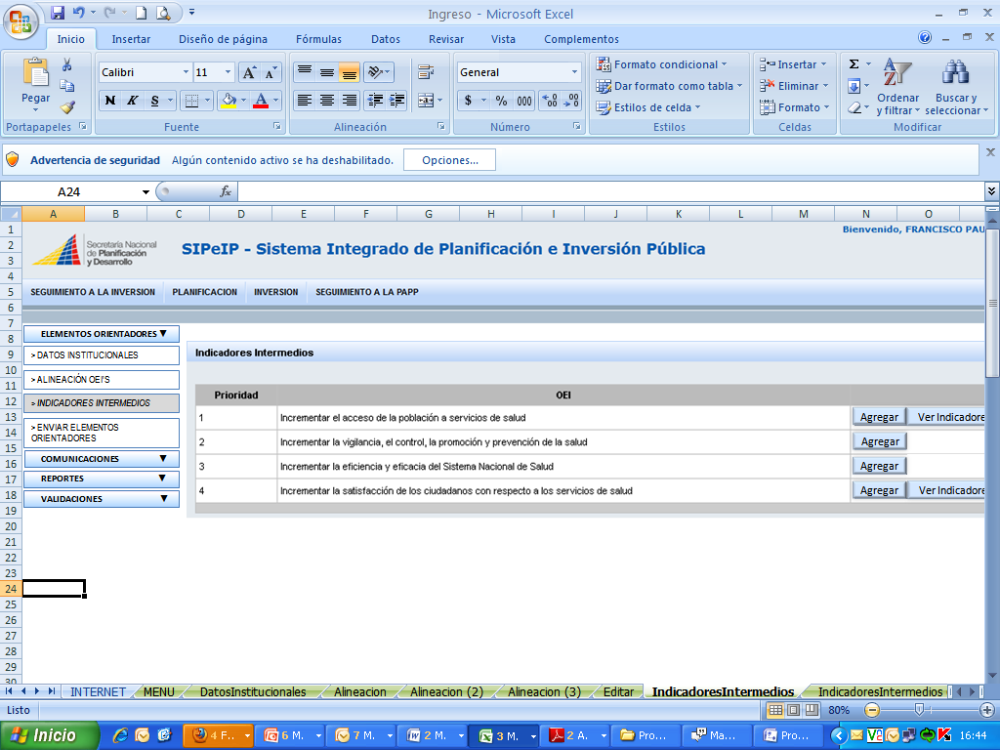 Ingreso - Microsoft Excel
Inicio Insertar Diseño de página Fórmulas Datos Revisar Vista Complementos
Pegar
Calibri 11
N K S
General
$ % 000
Formato condicional
Dar formato como tabla
Estilos de celda
Insertar
Eliminar
Formato
Σ
Ordenar y filtrar
Buscar y seleccionar
Portapapeles Fuente Alineación Número Estilos Celdas Modificar
Advertencia de seguridad Algún contenido activo se ha deshabilitado. Opciones...
A24 fx
A B C D E F G H I J K L M N O
1
2
3
4
5
6
7
8
9
10
11
12
13
14
15
16
17
18
19
20
21
22
23
24
25
26
27
28
29
30
Bienvenido, FRANCISCO PAU
Secretaría Nacional
de Planificación
y Desarrollo
SIPeIP - Sistema Integrado de Planificación e Inversión Pública
SEGUIMIENTO A LA INVERSION PLANIFICACION INVERSION SEGUIMIENTO A LA PAPP
ELEMENTOS ORIENTADORES ▼
> DATOS INSTITUCIONALES
> ALINEACIÓN OEI'S
> INDICADORES INTERMEDIOS
> ENVIAR ELEMENTOS
ORIENTADORES
COMUNICACIONES ▼
REPORTES ▼
VALIDACIONES ▼
Indicadores Intermedios
Prioridad OEI
1 Incrementar el acceso de la población a servicios de salud Agregar Ver Indicadore
2 Incrementar la vigilancia, el control, la promoción y prevención de la salud Agregar
3 Incrementar la eficiencia y eficacia del Sistema Nacional de Salud Agregar
4 Incrementar la satisfacción de los ciudadanos con respecto a los servicios de salud Agregar Ver Indicadore
INTERNET MENU DatosInstitucionales Alineacion Alineacion (2) Alineacion (3) Editar IndicadoresIntermedios IndicadoresIntermedios
Listo 80%
Inicio 4 F... 6 M. 7 M. 2 M. 3 M. 2 A. Pro... Ma... Pro... 16:44